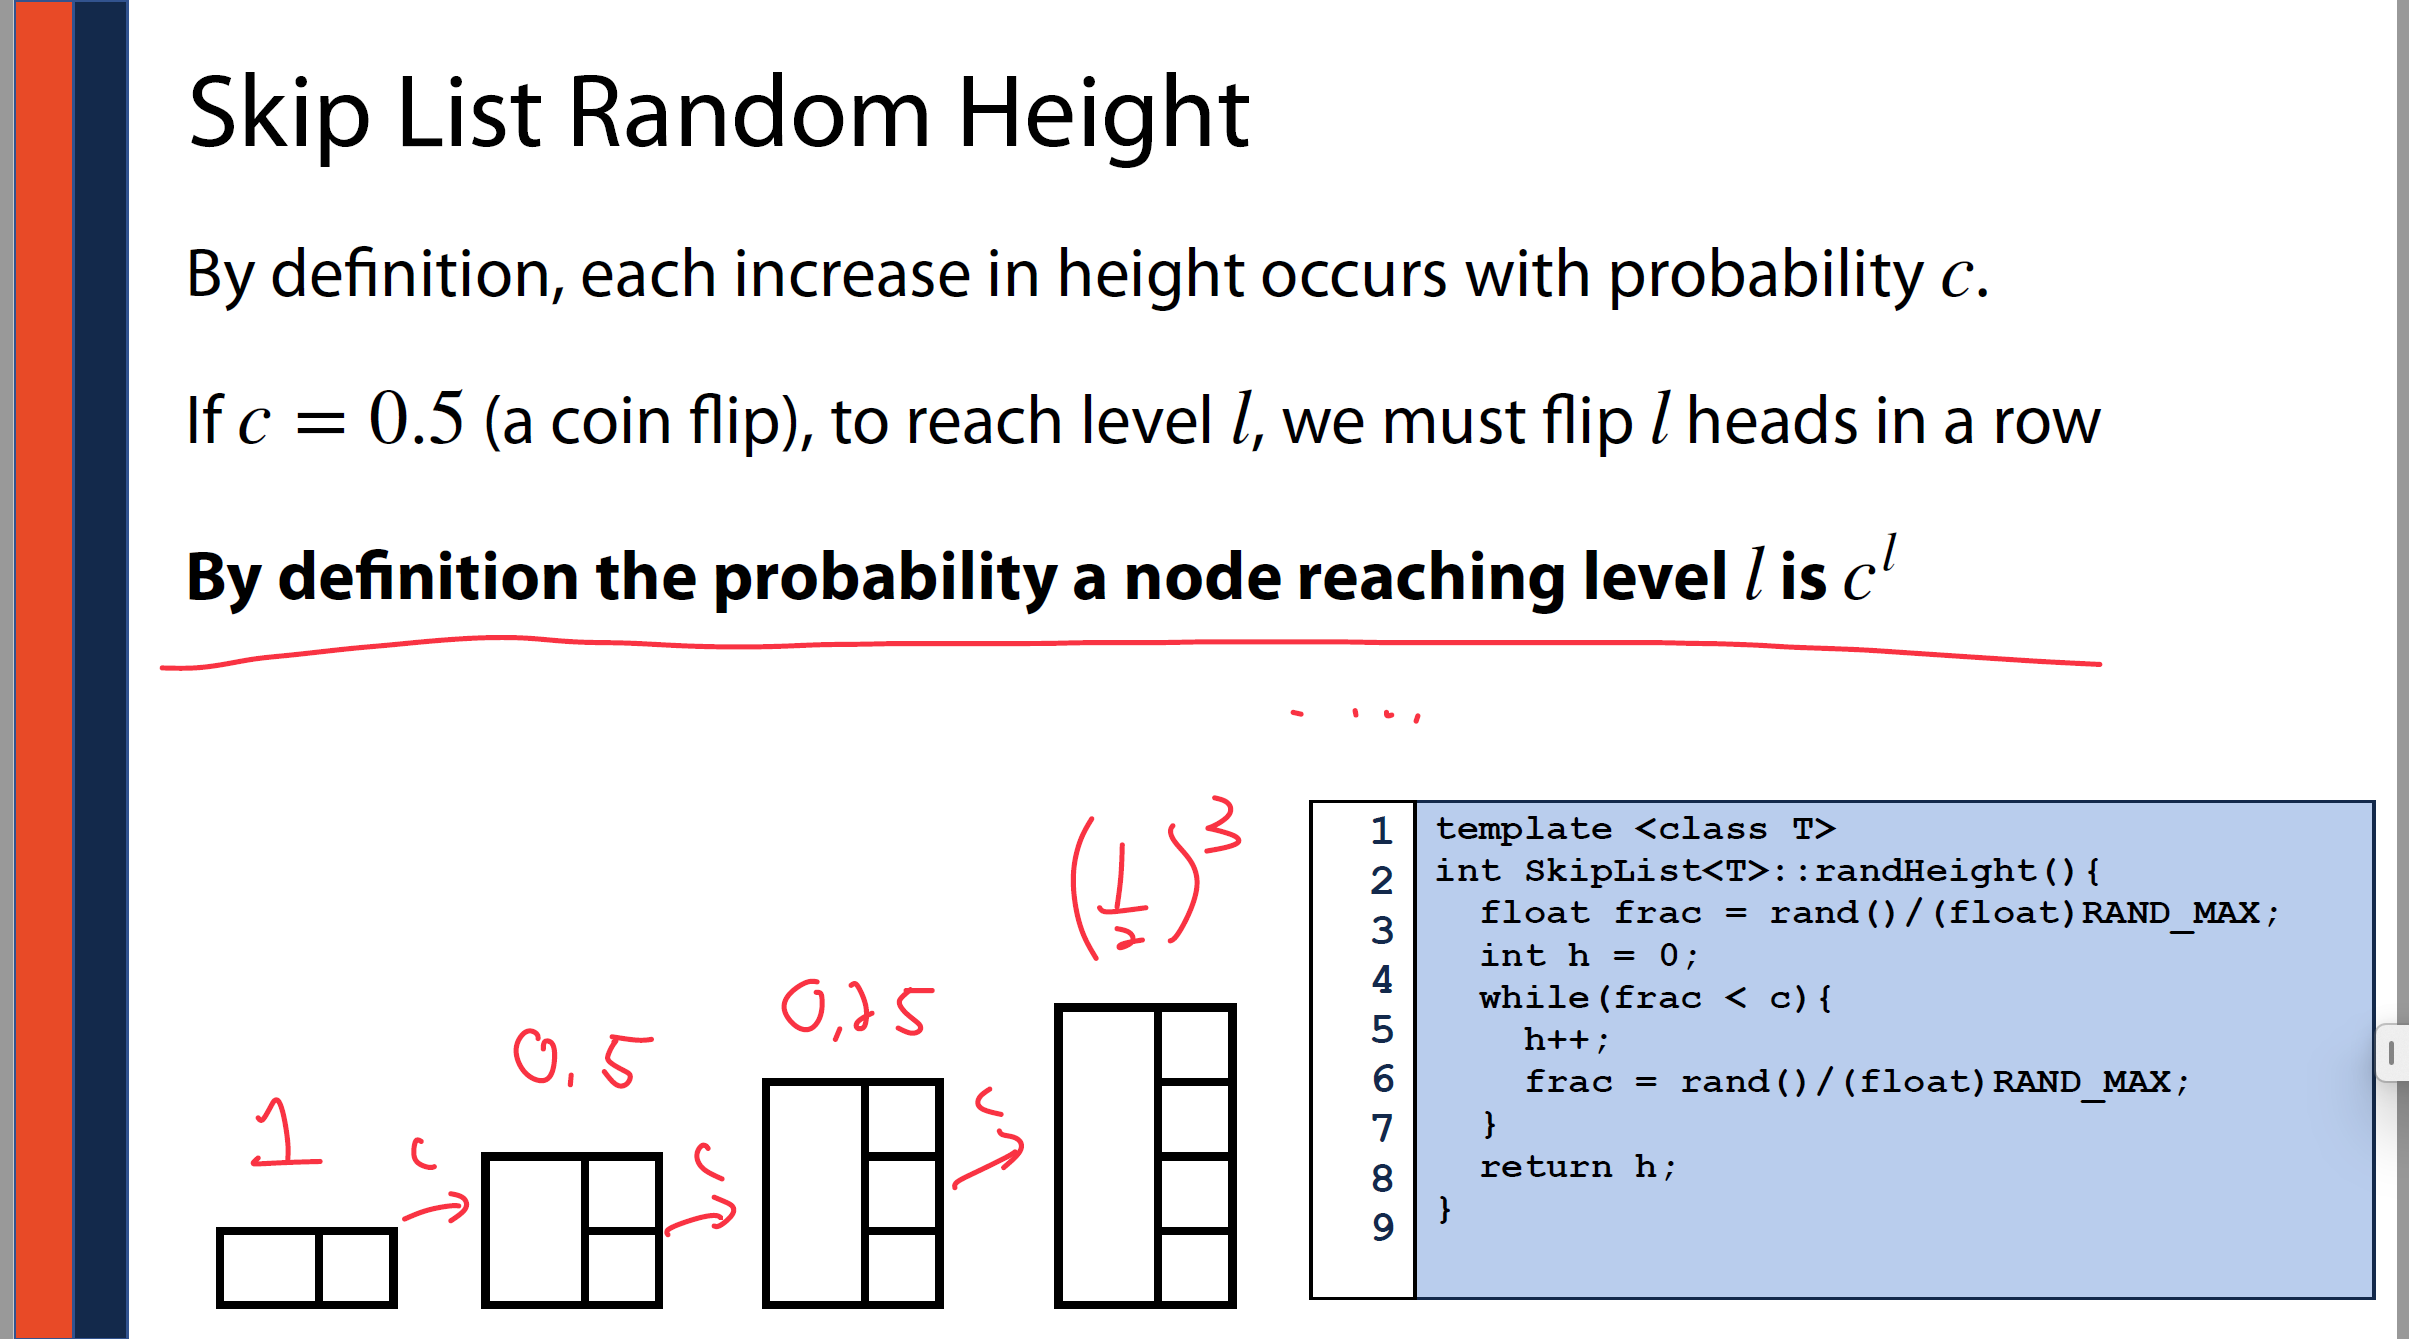 Skip List Random Height
By definition, each increase in height occurs with probability c.
If c = 0.5 (a coin flip), to reach level l, we must flip l heads in a row
By definition the probability a node reaching level l is c^l
- . . . .
1
c
0.5
c
0.25
c
(1/2)^3
1 template <class T>
2 int SkipList<T>::randHeight(){
3 float frac = rand()/(float)RAND_MAX;
4 int h = 0;
5 while(frac < c){
6 h++;
7 frac = rand()/(float)RAND_MAX;
8 }
9 return h;
}